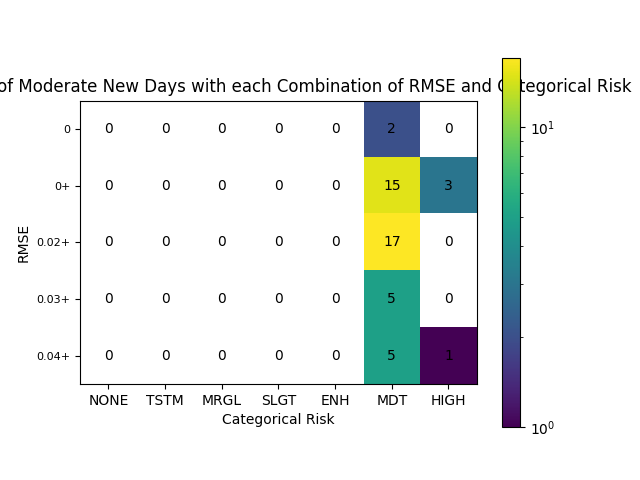 of Moderate New Days with each Combination of RMSE and Categorical Risk
RMSE
0 0 0 0 0 0 2 0
0+ 0 0 0 0 0 15 3
0.02+ 0 0 0 0 0 17 0
0.03+ 0 0 0 0 0 5 0
0.04+ 0 0 0 0 0 5 1
NONE TSTM MRGL SLGT ENH MDT HIGH
Categorical Risk
10¹
10⁰